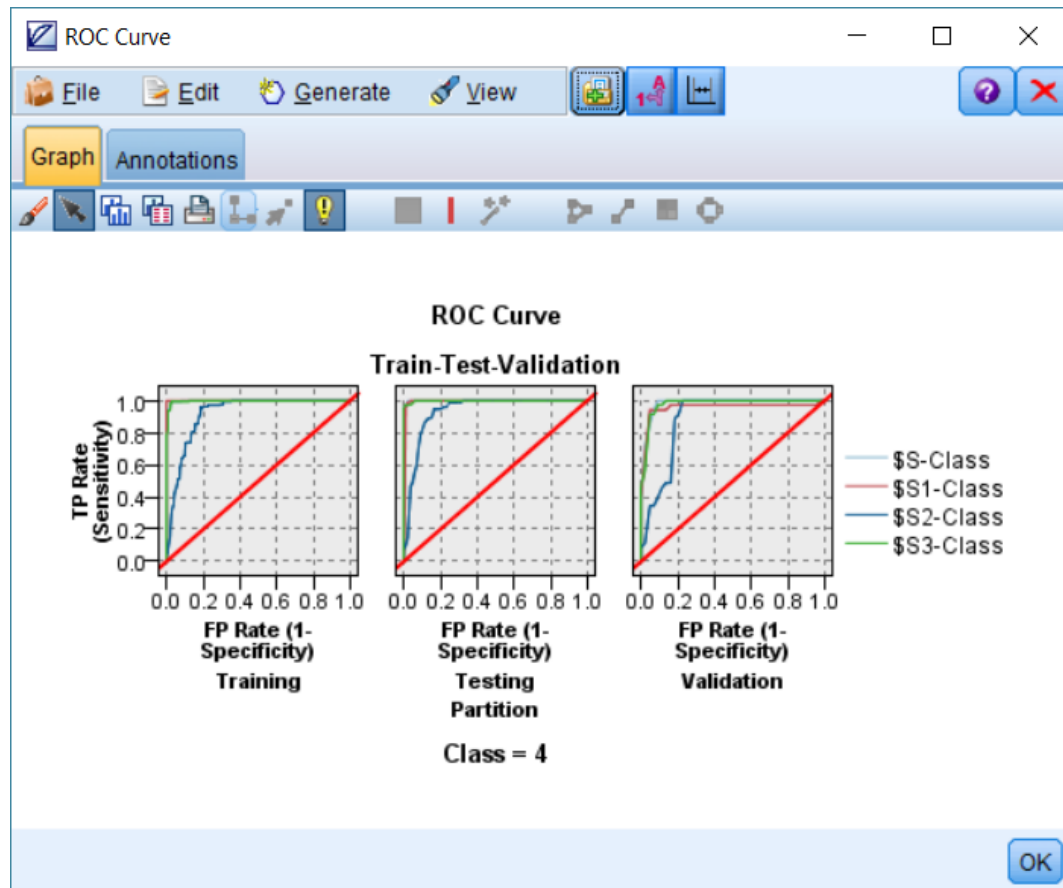 ROC Curve
File Edit Generate View
Graph Annotations
ROC Curve
Train-Test-Validation
TP Rate
(Sensitivity)
1.0
0.8
0.6
0.4
0.2
0.0
0.0 0.2 0.4 0.6 0.8 1.0
0.0 0.2 0.4 0.6 0.8 1.0
0.0 0.2 0.4 0.6 0.8 1.0
FP Rate (1-
Specificity)
Training
FP Rate (1-
Specificity)
Testing
FP Rate (1-
Specificity)
Validation
Partition
Class = 4
$S-Class
$S1-Class
$S2-Class
$S3-Class
OK